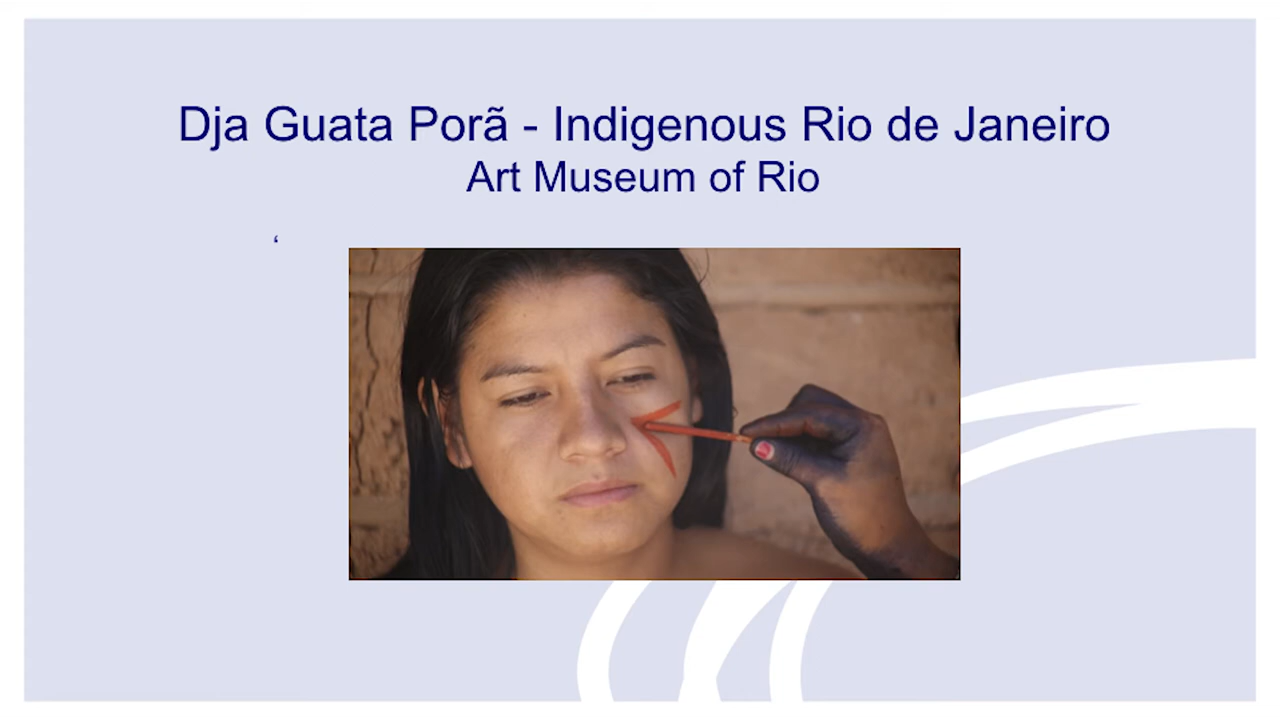 Dja Guata Porã - Indigenous Rio de Janeiro
Art Museum of Rio
‘